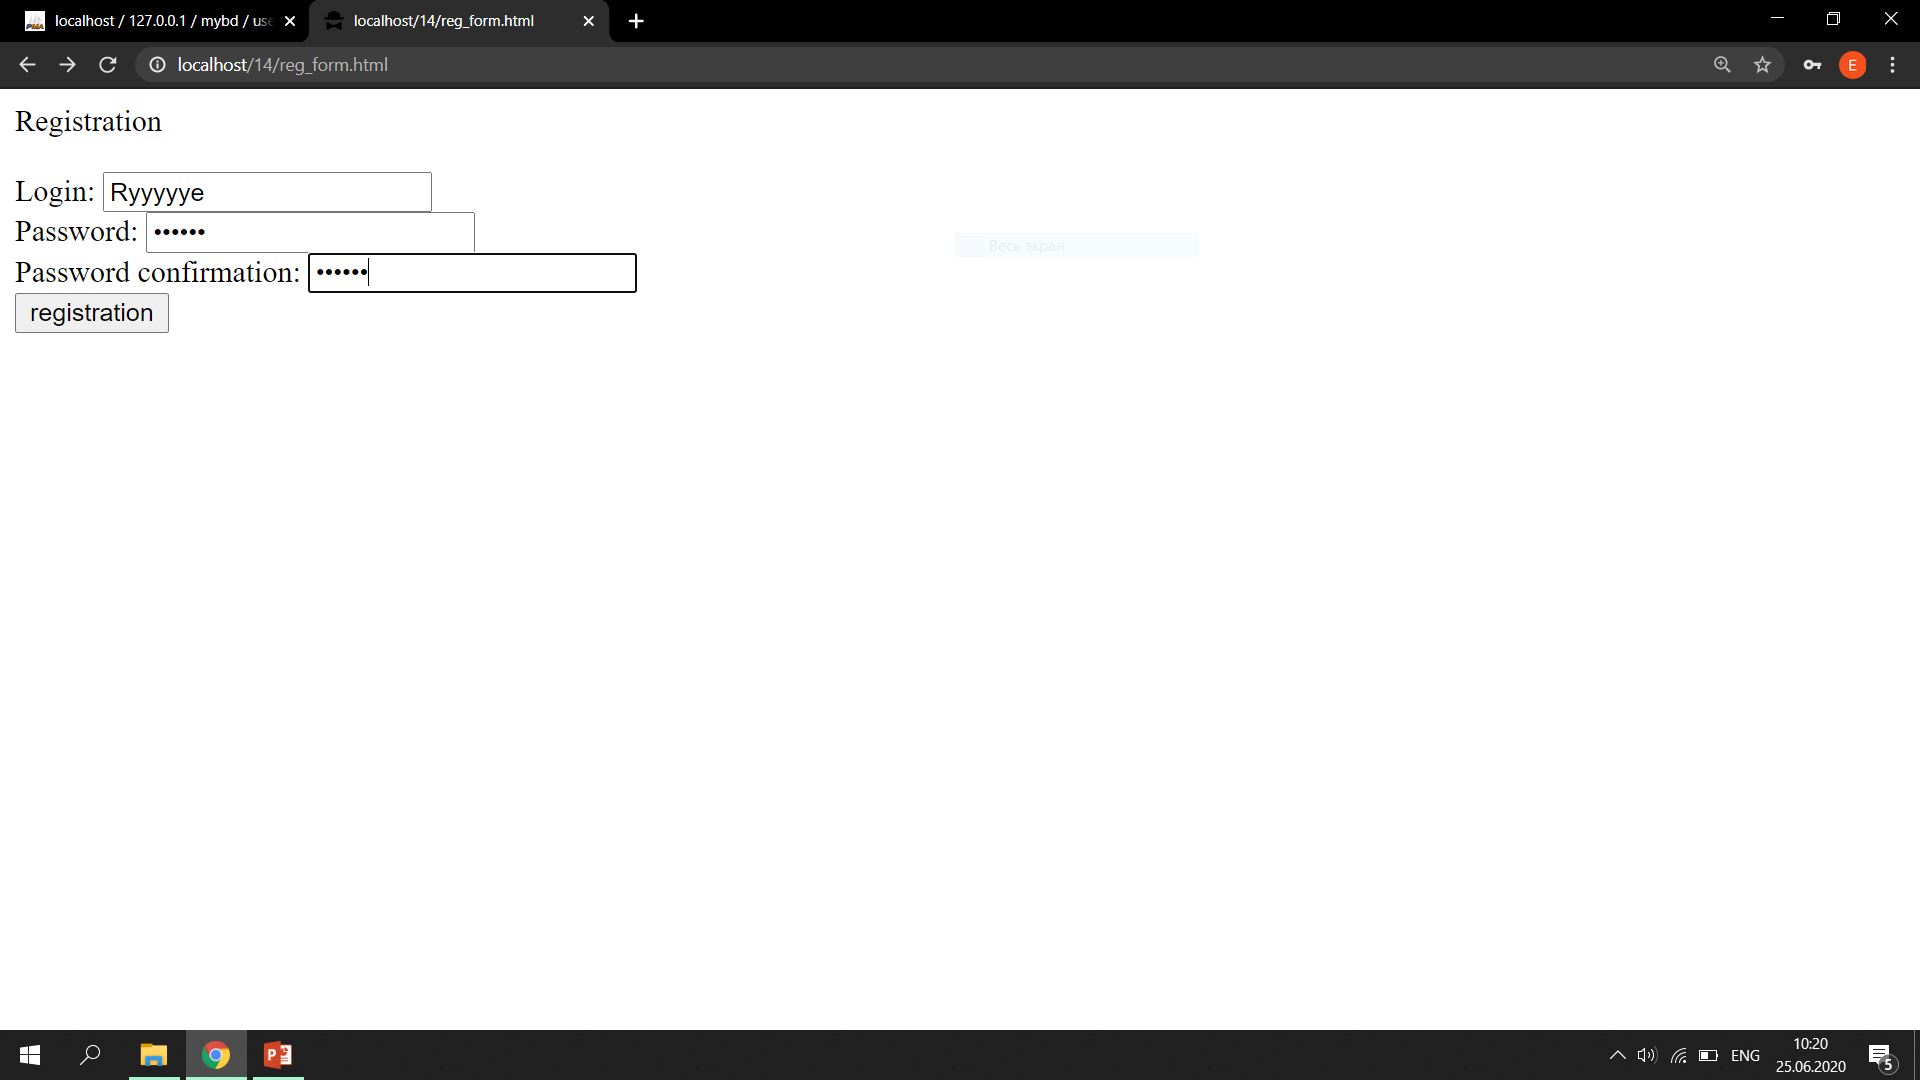 localhost / 127.0.0.1 / mybd / use
localhost/14/reg_form.html
localhost/14/reg_form.html
E
Registration
Login: Ryyyyye
Password: ••••••
Весь экран
Password confirmation: ••••••
registration
ENG
10:20
25.06.2020
5